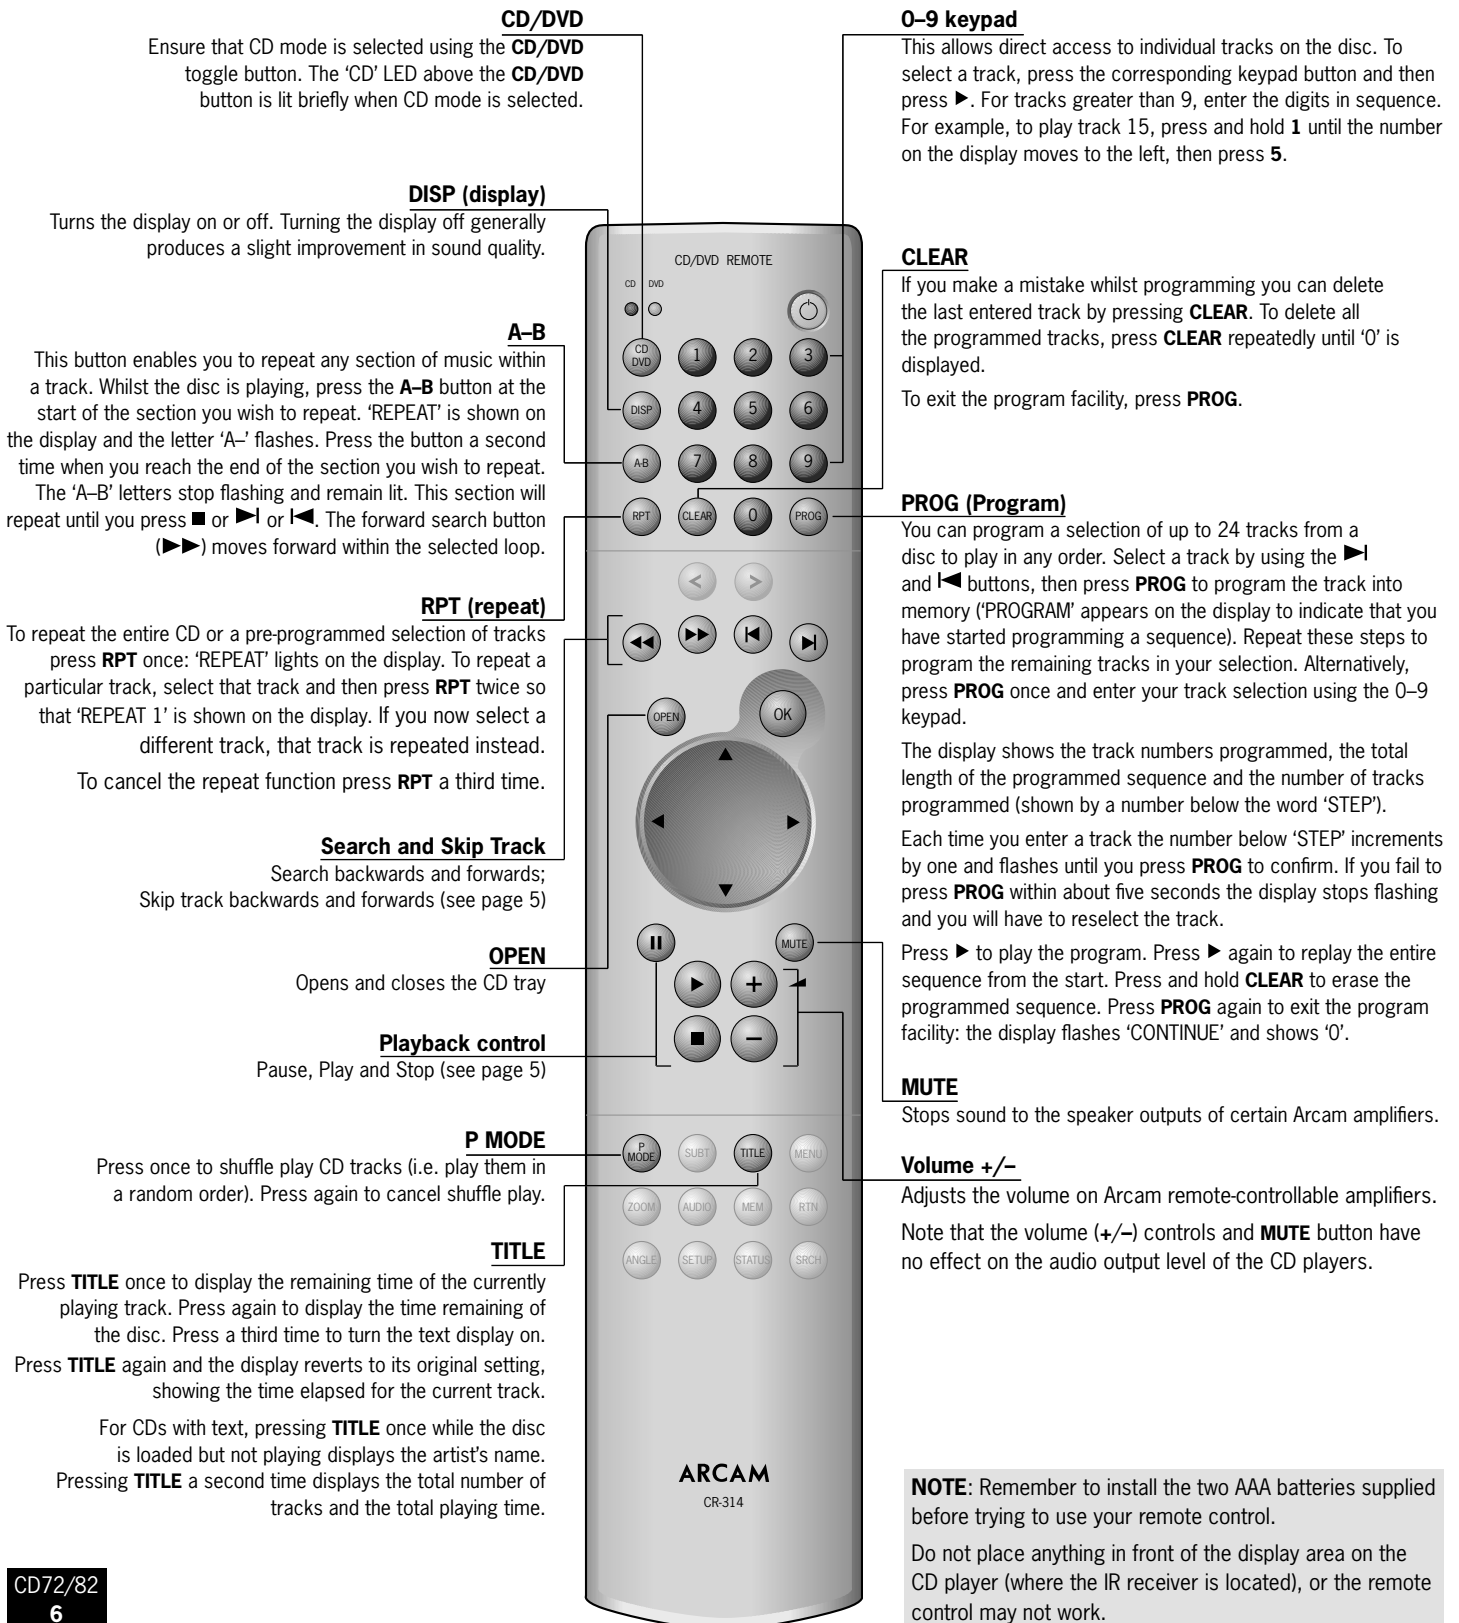 CD/DVD
Ensure that CD mode is selected using the CD/DVD
toggle button. The ‘CD’ LED above the CD/DVD
button is lit briefly when CD mode is selected.
DISP (display)
Turns the display on or off. Turning the display off generally
produces a slight improvement in sound quality.
A–B
This button enables you to repeat any section of music within
a track. Whilst the disc is playing, press the A–B button at the
start of the section you wish to repeat. ‘REPEAT’ is shown on
the display and the letter ‘A–’ flashes. Press the button a second
time when you reach the end of the section you wish to repeat.
The ‘A–B’ letters stop flashing and remain lit. This section will
repeat until you press ■ or ▶| or |◀. The forward search button
(▶▶) moves forward within the selected loop.
RPT (repeat)
To repeat the entire CD or a pre-programmed selection of tracks
press RPT once: ‘REPEAT’ lights on the display. To repeat a
particular track, select that track and then press RPT twice so
that ‘REPEAT 1’ is shown on the display. If you now select a
different track, that track is repeated instead.
To cancel the repeat function press RPT a third time.
Search and Skip Track
Search backwards and forwards;
Skip track backwards and forwards (see page 5)
OPEN
Opens and closes the CD tray
Playback control
Pause, Play and Stop (see page 5)
P MODE
Press once to shuffle play CD tracks (i.e. play them in
a random order). Press again to cancel shuffle play.
TITLE
Press TITLE once to display the remaining time of the currently
playing track. Press again to display the time remaining of
the disc. Press a third time to turn the text display on.
Press TITLE again and the display reverts to its original setting,
showing the time elapsed for the current track.
For CDs with text, pressing TITLE once while the disc
is loaded but not playing displays the artist’s name.
Pressing TITLE a second time displays the total number of
tracks and the total playing time.
CD72/82
6
CD/DVD REMOTE
CD DVD
CD
DVD
1 2 3
DISP 4 5 6
A-B 7 8 9
RPT CLEAR 0 PROG
< >
◀◀ ▶▶ |◀ ▶|
OPEN OK
▲
◀ ▶
▼
MUTE
▶ +
■ −
P
MODE SUBT TITLE MENU
ZOOM AUDIO MEM RTN
ANGLE SETUP STATUS SRCH
ARCAM
CR-314
0–9 keypad
This allows direct access to individual tracks on the disc. To
select a track, press the corresponding keypad button and then
press ▶. For tracks greater than 9, enter the digits in sequence.
For example, to play track 15, press and hold 1 until the number
on the display moves to the left, then press 5.
CLEAR
If you make a mistake whilst programming you can delete
the last entered track by pressing CLEAR. To delete all
the programmed tracks, press CLEAR repeatedly until ‘0’ is
displayed.
To exit the program facility, press PROG.
PROG (Program)
You can program a selection of up to 24 tracks from a
disc to play in any order. Select a track by using the ▶|
and |◀ buttons, then press PROG to program the track into
memory (‘PROGRAM’ appears on the display to indicate that you
have started programming a sequence). Repeat these steps to
program the remaining tracks in your selection. Alternatively,
press PROG once and enter your track selection using the 0–9
keypad.
The display shows the track numbers programmed, the total
length of the programmed sequence and the number of tracks
programmed (shown by a number below the word ‘STEP’).
Each time you enter a track the number below ‘STEP’ increments
by one and flashes until you press PROG to confirm. If you fail to
press PROG within about five seconds the display stops flashing
and you will have to reselect the track.
Press ▶ to play the program. Press ▶ again to replay the entire
sequence from the start. Press and hold CLEAR to erase the
programmed sequence. Press PROG again to exit the program
facility: the display flashes ‘CONTINUE’ and shows ‘0’.
MUTE
Stops sound to the speaker outputs of certain Arcam amplifiers.
Volume +/–
Adjusts the volume on Arcam remote-controllable amplifiers.
Note that the volume (+/–) controls and MUTE button have
no effect on the audio output level of the CD players.
NOTE: Remember to install the two AAA batteries supplied
before trying to use your remote control.
Do not place anything in front of the display area on the
CD player (where the IR receiver is located), or the remote
control may not work.